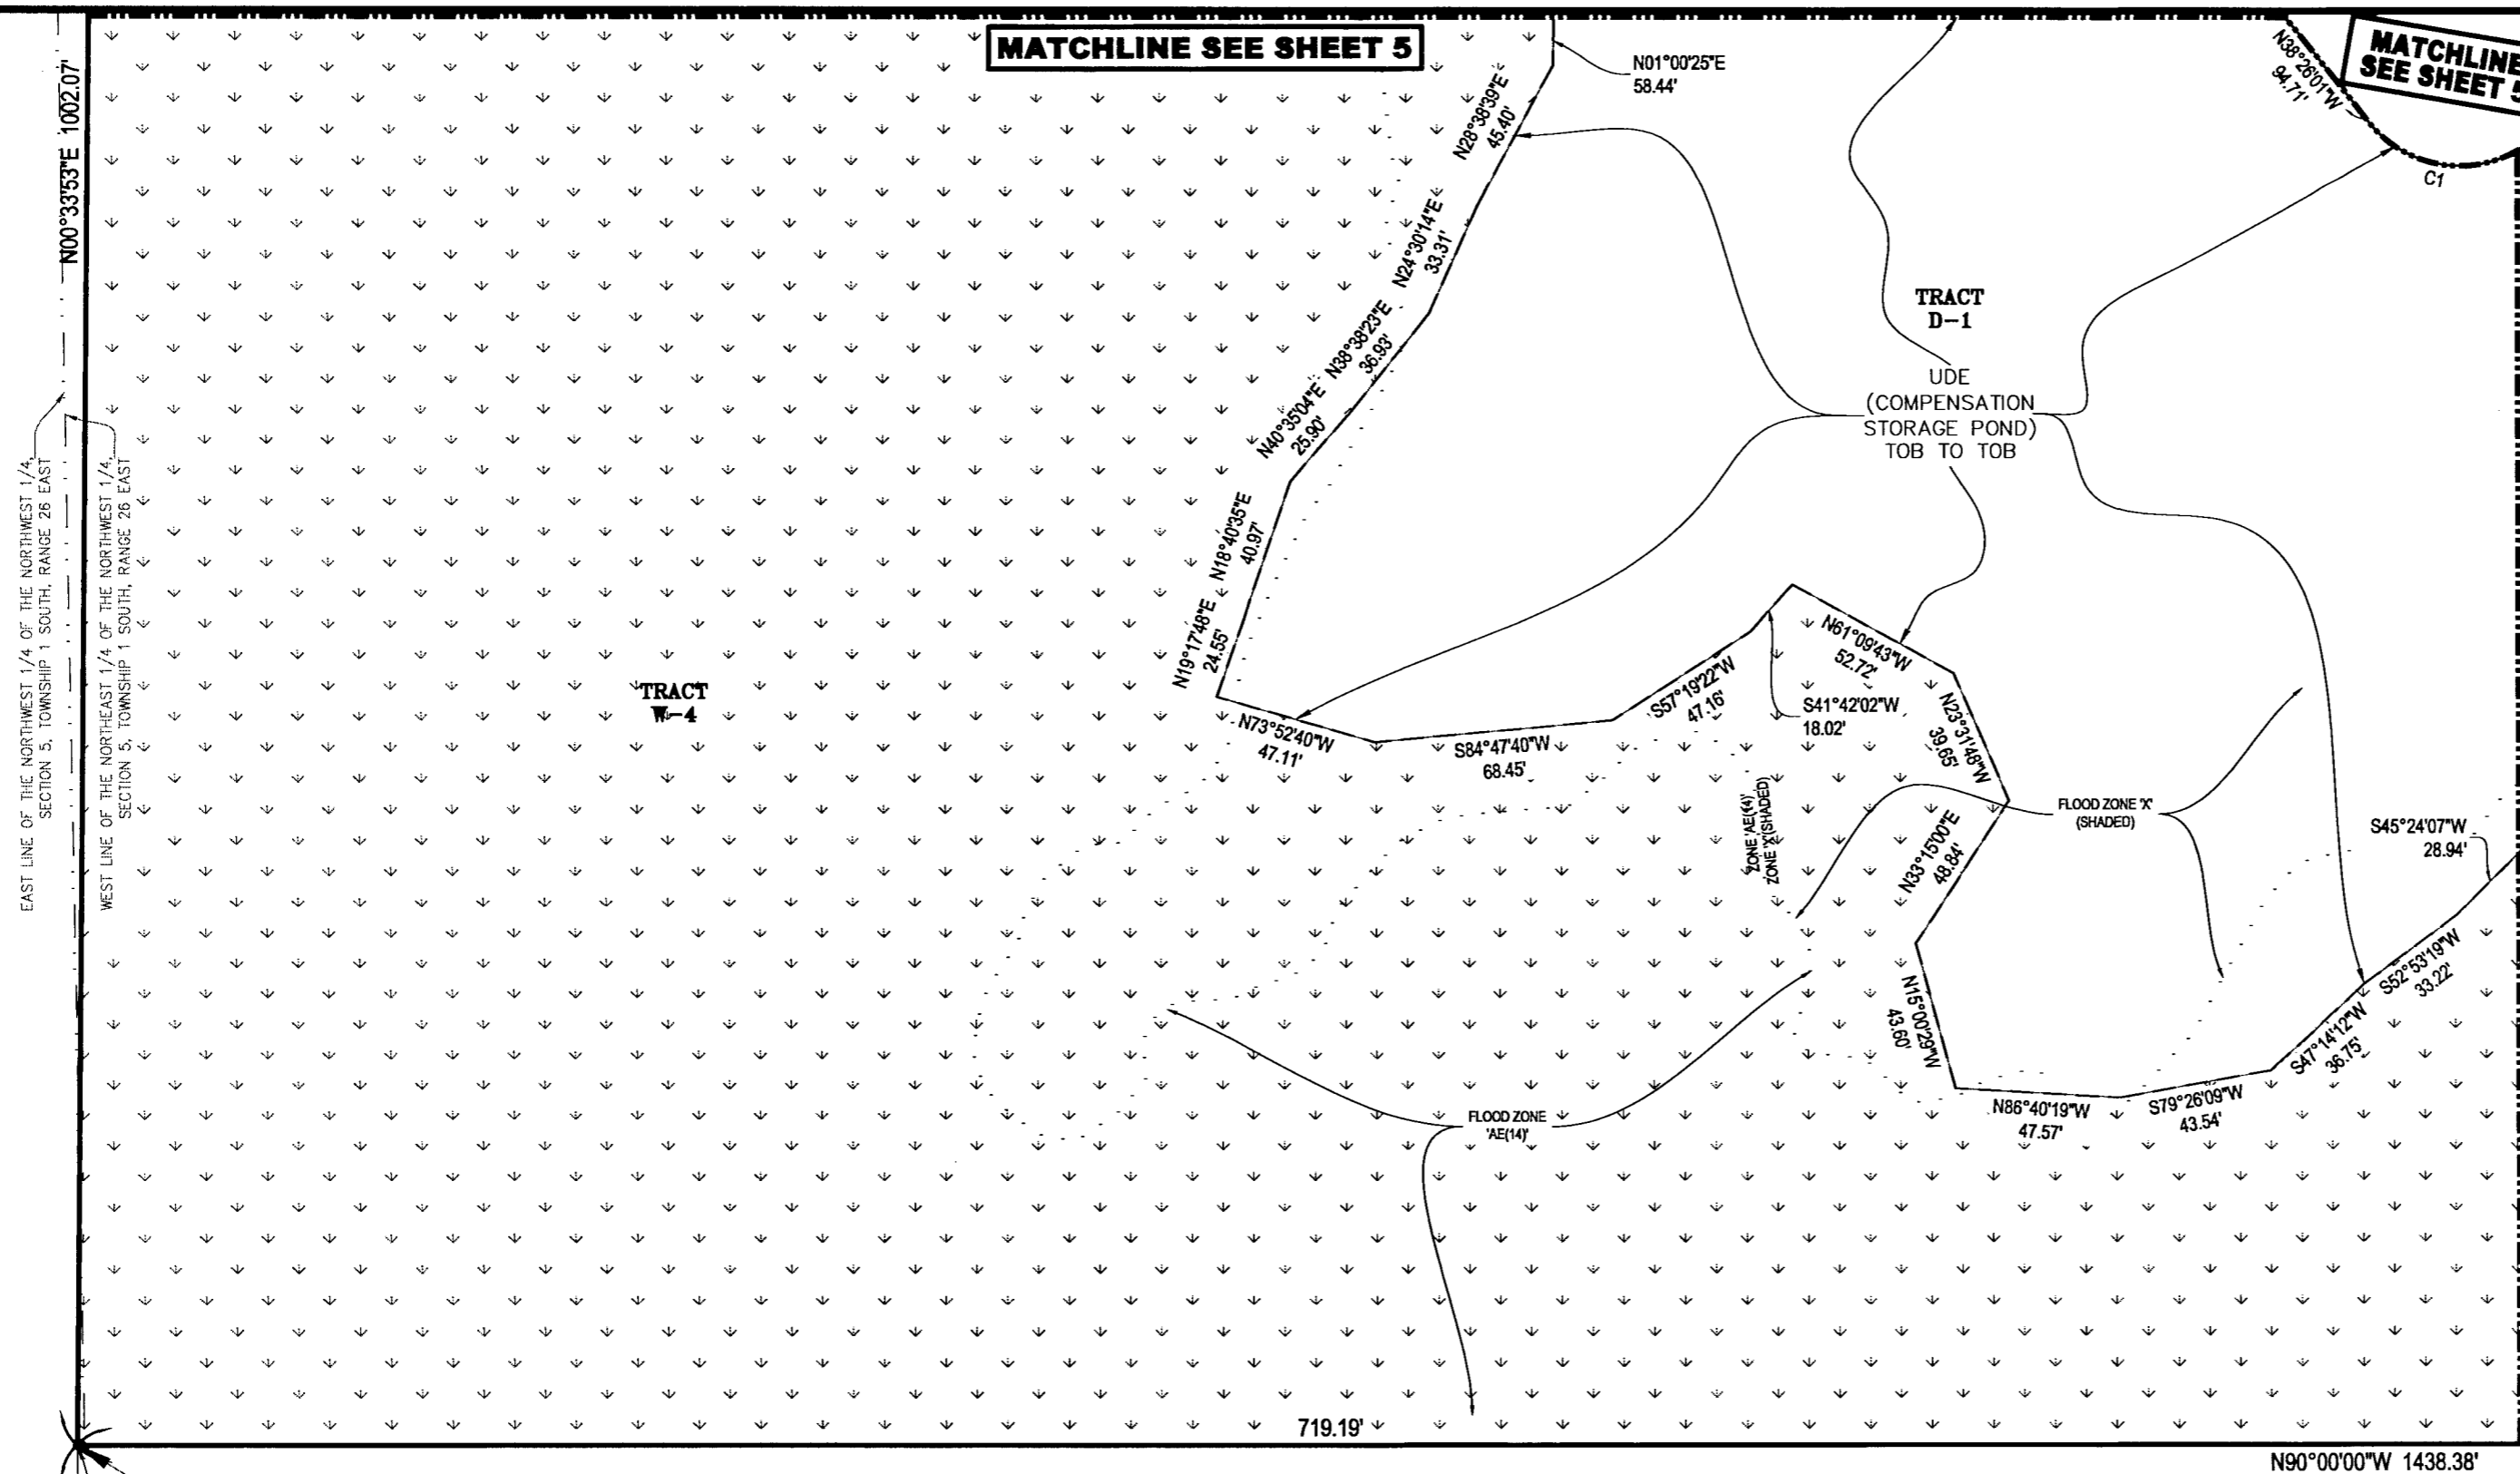 MATCHLINE SEE SHEET 5
MATCHLINE
SEE SHEET 5
N00°33'53"E 1002.07'
N01°00'25"E
58.44'
N38°26'01"W
94.71'
C1
N28°38'39"E
45.40'
N24°30'14"E
33.31'
N38°38'23"E
36.93'
N40°35'04"E
25.90'
N18°40'35"E
40.97'
N19°17'48"E
24.55'
TRACT
D-1
UDE
(COMPENSATION
STORAGE POND)
TOB TO TOB
EAST LINE OF THE NORTHWEST 1/4 OF THE NORTHWEST 1/4,
SECTION 5, TOWNSHIP 1 SOUTH, RANGE 26 EAST
WEST LINE OF THE NORTHEAST 1/4 OF THE NORTHWEST 1/4,
SECTION 5, TOWNSHIP 1 SOUTH, RANGE 26 EAST
TRACT
W-4
N73°52'40"W
47.11'
S84°47'40"W
68.45'
S57°19'22"W
47.16'
S41°42'02"W
18.02'
N61°09'43"W
52.72'
N23°31'48"W
39.65'
N33°15'00"E
48.84'
N15°00'29"W
43.60'
ZONE 'AE(14)'
ZONE 'X'(SHADED)
FLOOD ZONE 'X'
(SHADED)
S45°24'07"W
28.94'
S52°53'19"W
33.22'
S47°14'12"W
36.75'
S79°26'09"W
43.54'
N86°40'19"W
47.57'
FLOOD ZONE
'AE(14)'
719.19'
N90°00'00"W 1438.38'